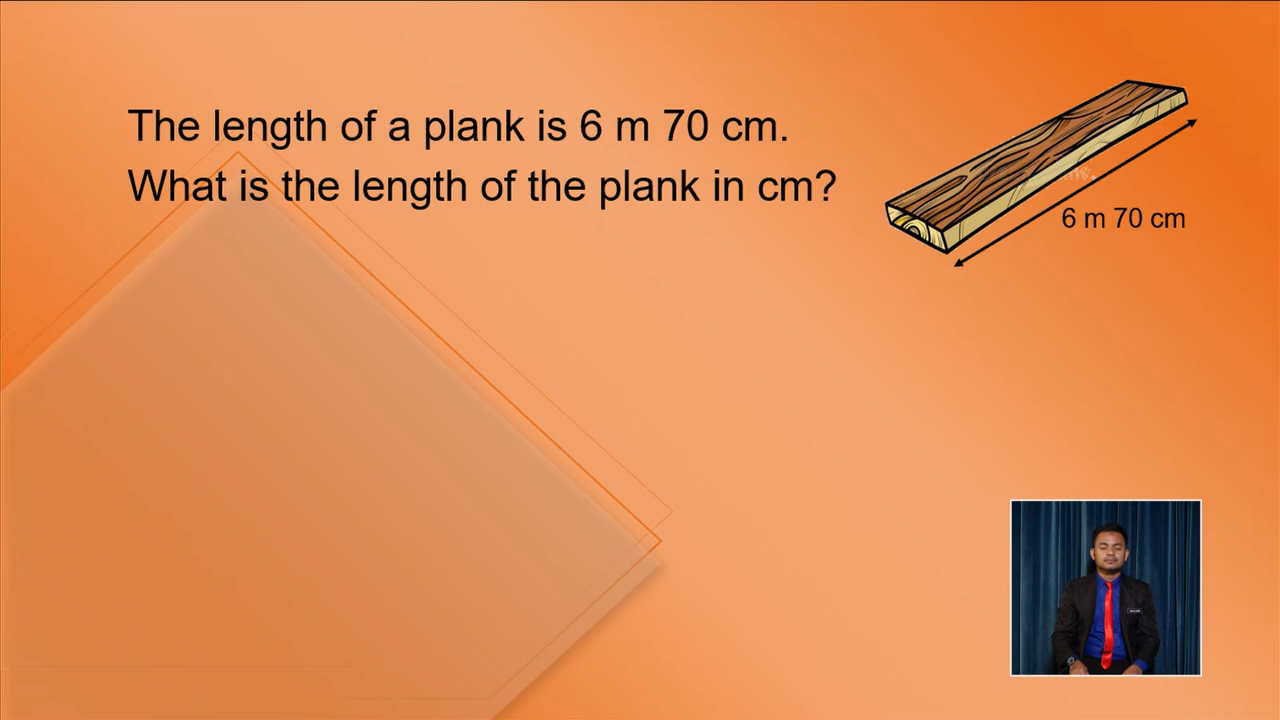 The length of a plank is 6 m 70 cm.
What is the length of the plank in cm?
6 m 70 cm